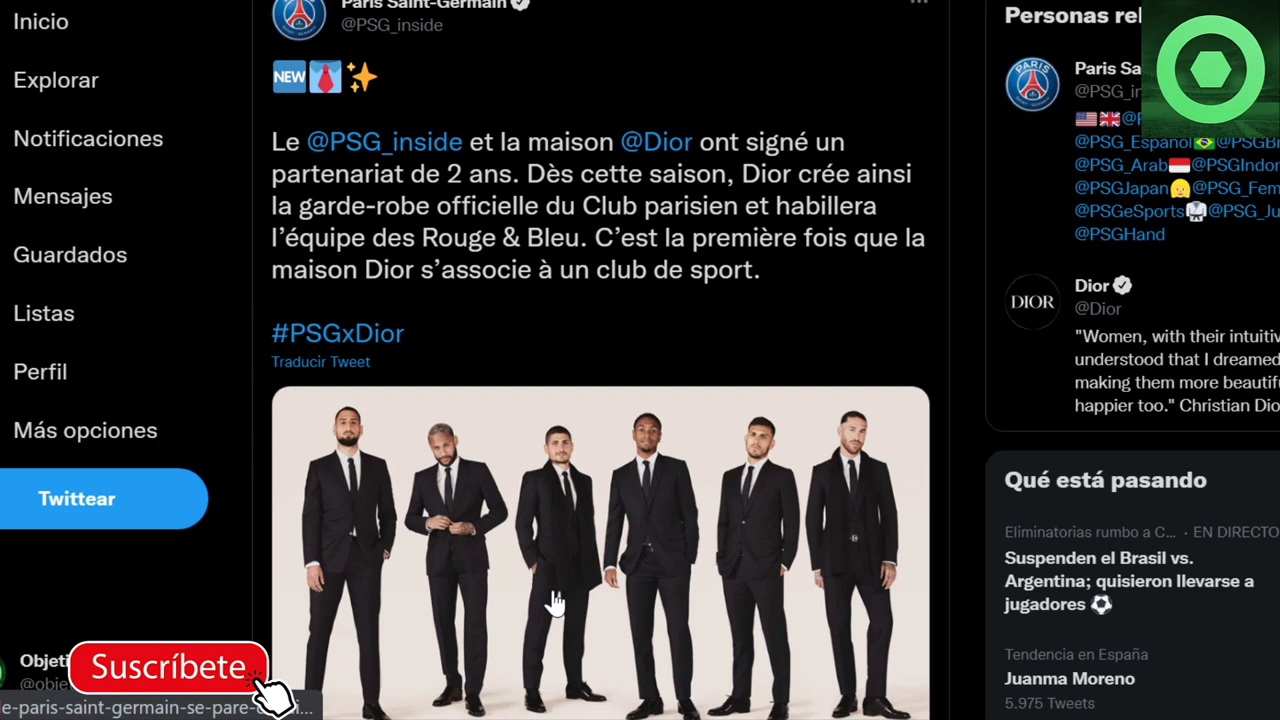 Inicio
Explorar
Notificaciones
Mensajes
Guardados
Listas
Perfil
Más opciones
Twittear
Objeti
@obje
Suscríbete
le-paris-saint-germain-se-pare-
Paris Saint-Germain
@PSG_inside
NEW
Le @PSG_inside et la maison @Dior ont signé un
partenariat de 2 ans. Dès cette saison, Dior crée ainsi
la garde-robe officielle du Club parisien et habillera
l’équipe des Rouge & Bleu. C’est la première fois que la
maison Dior s’associe à un club de sport.
#PSGxDior
Traducir Tweet
Personas rel
PARIS
Paris Sa
@PSG_in
@P
@PSG_Espanol @PSGBr
@PSG_Arab @PSGIndon
@PSGJapan @PSG_Fem
@PSGeSports @PSG_Ju
@PSGHand
DIOR
Dior
@Dior
"Women, with their intuitiv
understood that I dreamed
making them more beautif
happier too." Christian Dio
Qué está pasando
Eliminatorias rumbo a C... · EN DIRECTO
Suspenden el Brasil vs.
Argentina; quisieron llevarse a
jugadores
Tendencia en España
Juanma Moreno
5.975 Tweets